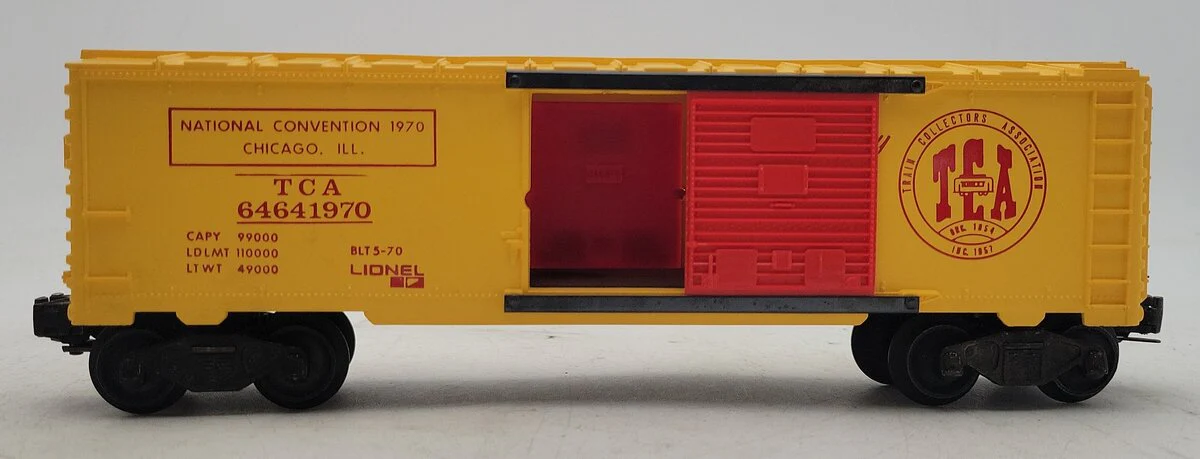 NATIONAL CONVENTION 1970
CHICAGO, ILL.
TCA
64641970
CAPY 99000
LDLMT 110000
LTWT 49000
BLT 5-70
LIONEL
TRAIN COLLECTORS ASSOCIATION
TCA
ORG. 1954
INC. 1957